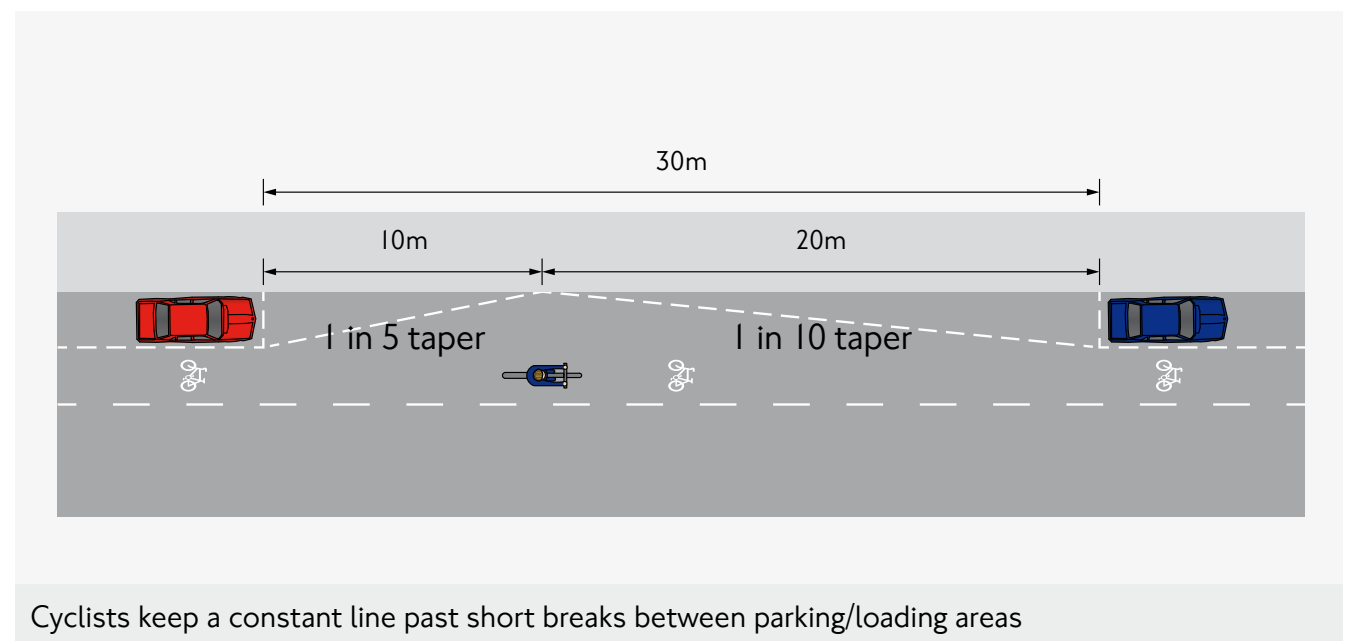 30m
10m
20m
1 in 5 taper
1 in 10 taper
Cyclists keep a constant line past short breaks between parking/loading areas